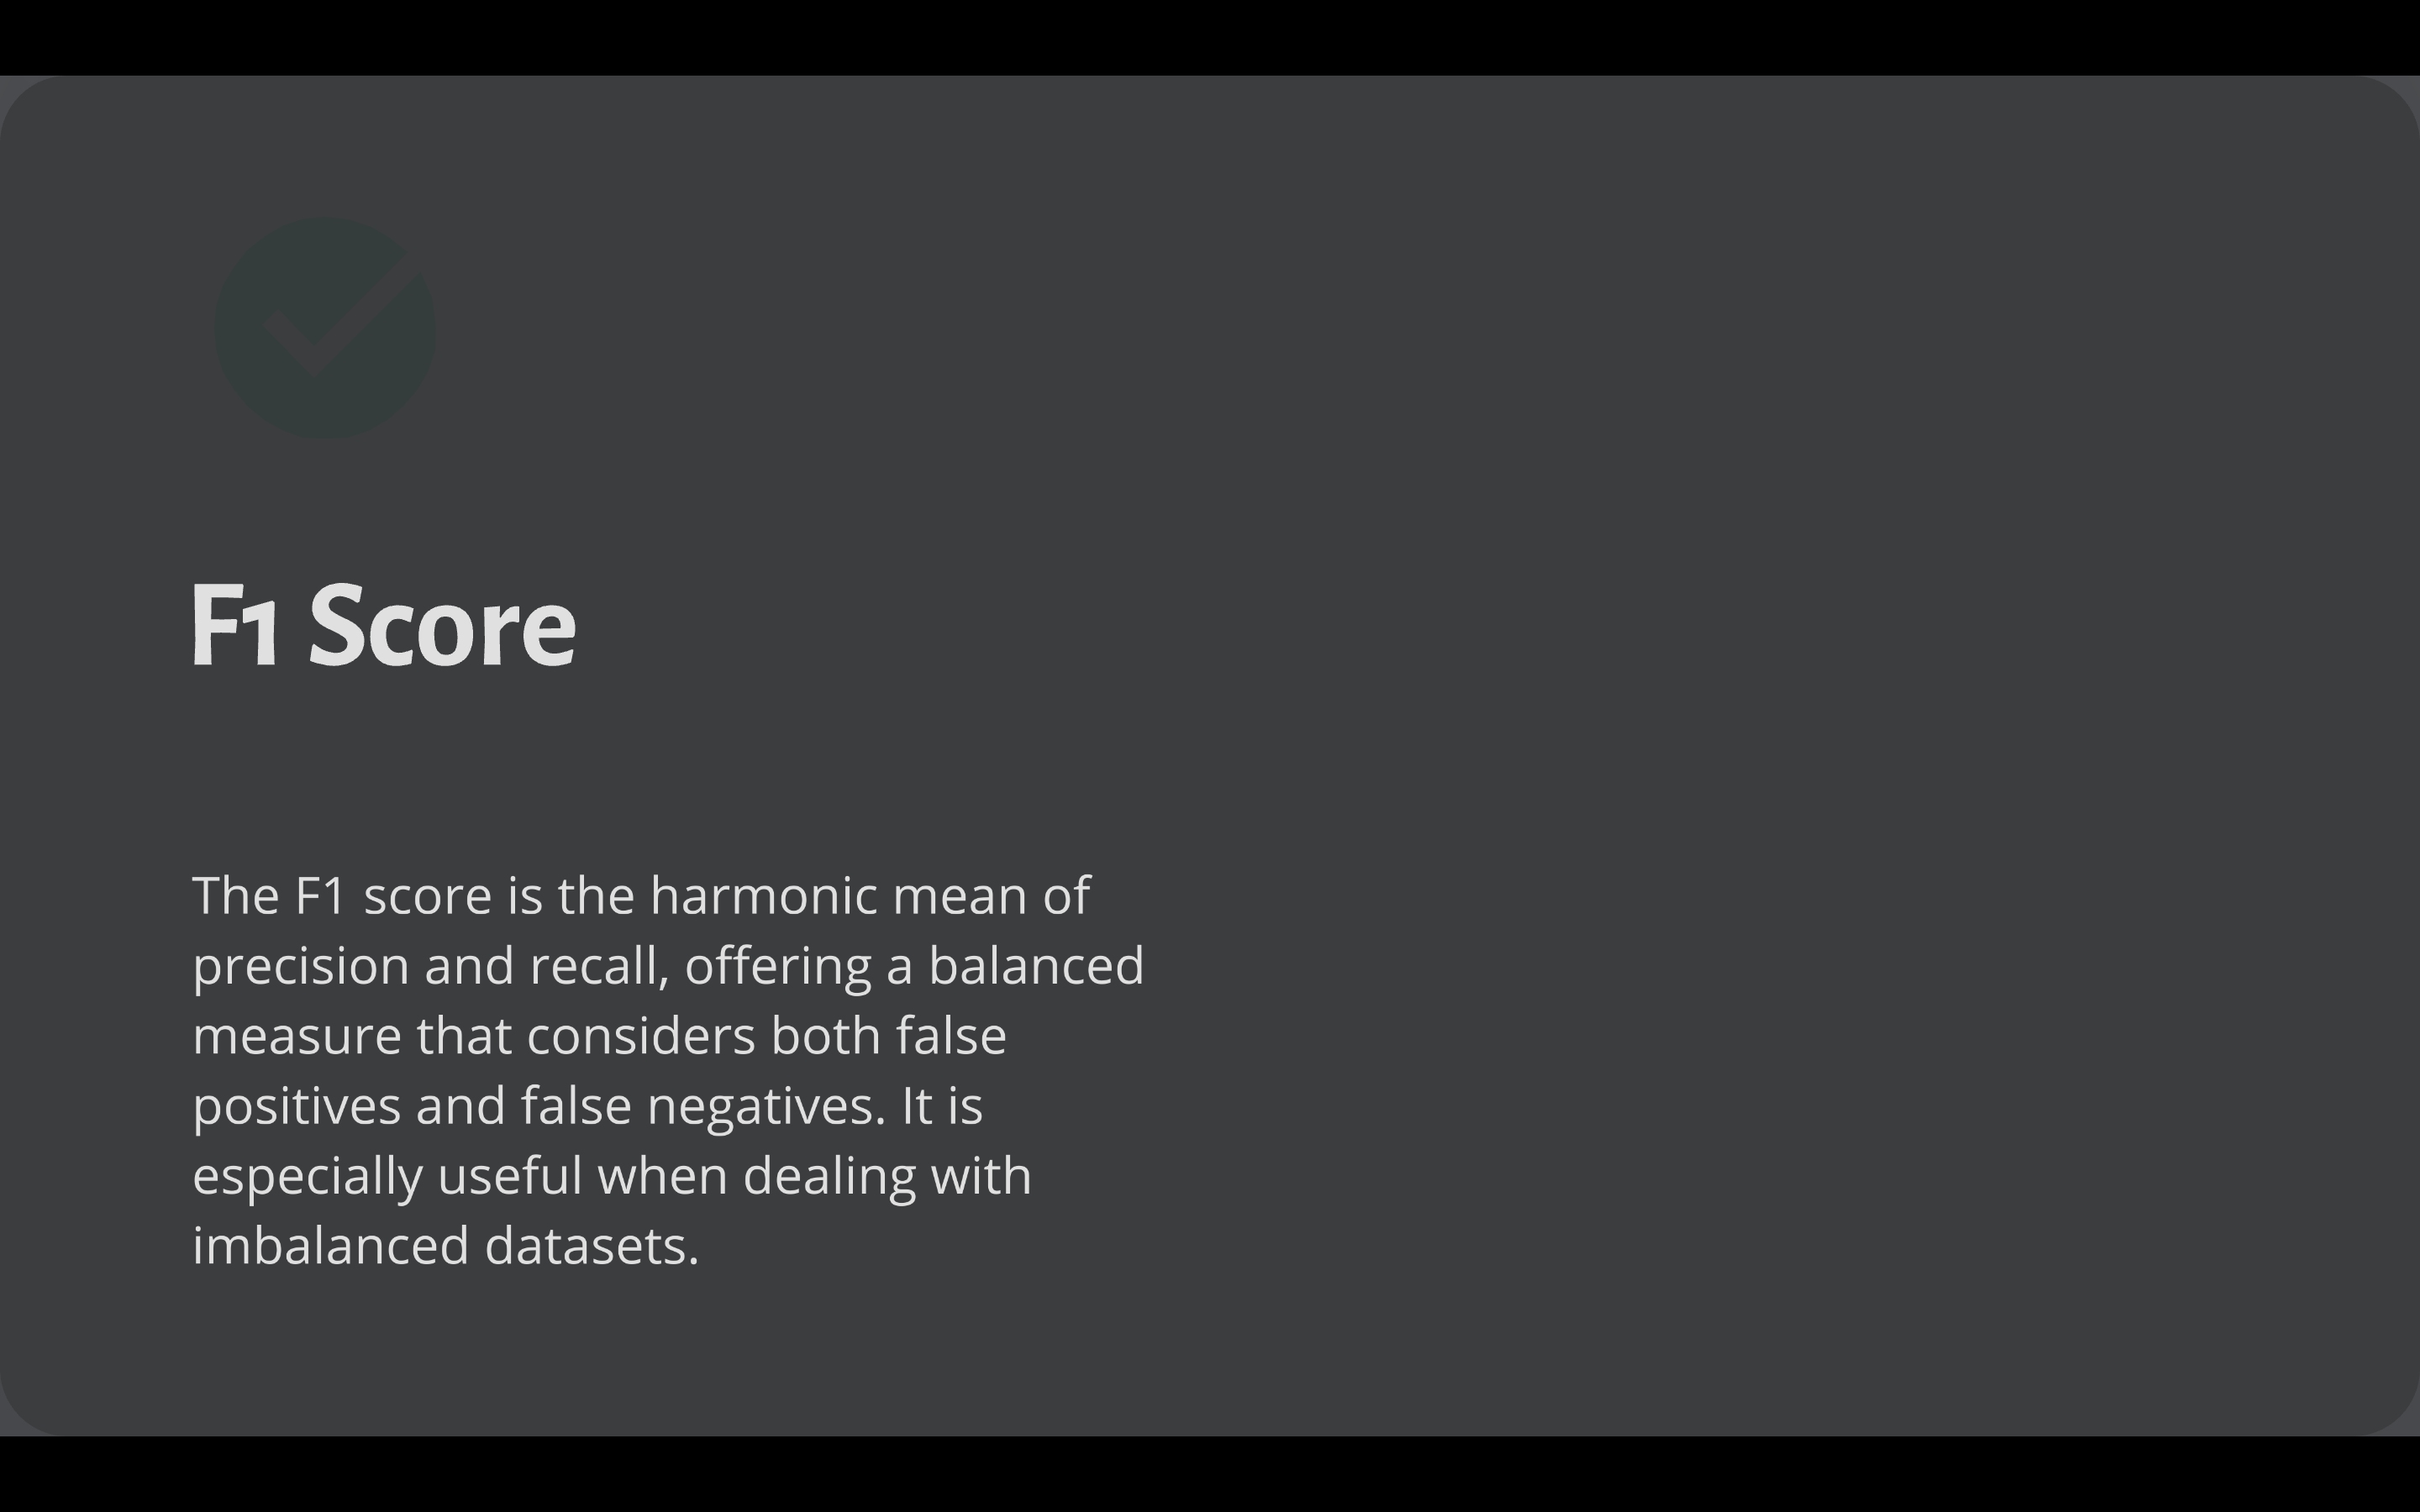 F1 Score
The F1 score is the harmonic mean of
precision and recall, offering a balanced
measure that considers both false
positives and false negatives. It is
especially useful when dealing with
imbalanced datasets.